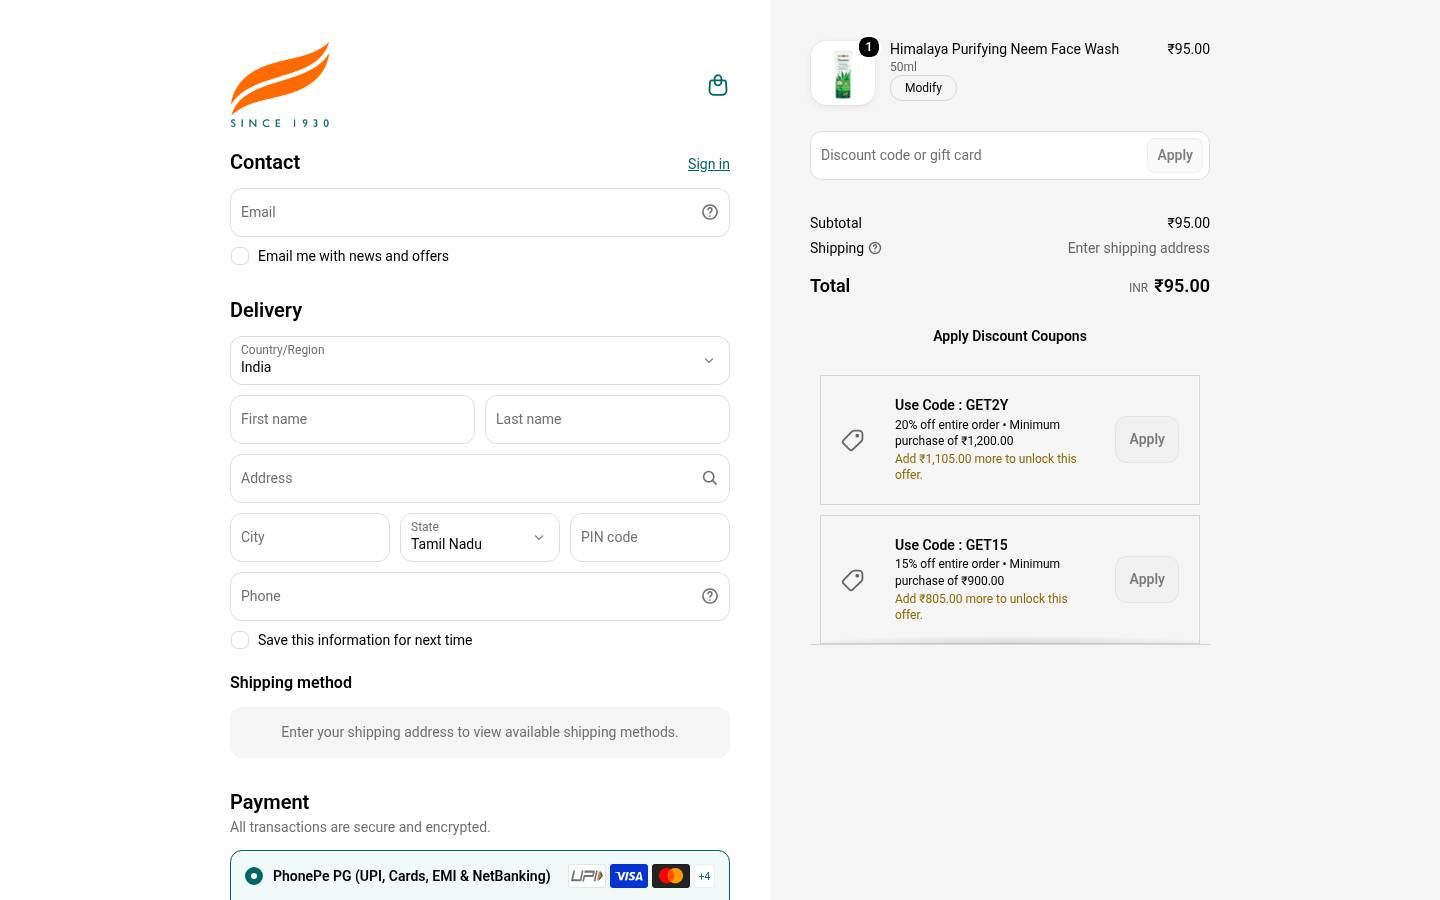 SINCE 1930
Contact
Sign in
Email
Email me with news and offers
Delivery
Country/Region
India
First name
Last name
Address
City
State
Tamil Nadu
PIN code
Phone
Save this information for next time
Shipping method
Enter your shipping address to view available shipping methods.
Payment
All transactions are secure and encrypted.
PhonePe PG (UPI, Cards, EMI & NetBanking)
UPI
VISA
+4
1
Himalaya Purifying Neem Face Wash
₹95.00
50ml
Modify
Discount code or gift card
Apply
Subtotal
₹95.00
Shipping
Enter shipping address
Total
INR ₹95.00
Apply Discount Coupons
Use Code : GET2Y
20% off entire order • Minimum
purchase of ₹1,200.00
Add ₹1,105.00 more to unlock this
offer.
Apply
Use Code : GET15
15% off entire order • Minimum
purchase of ₹900.00
Add ₹805.00 more to unlock this
offer.
Apply